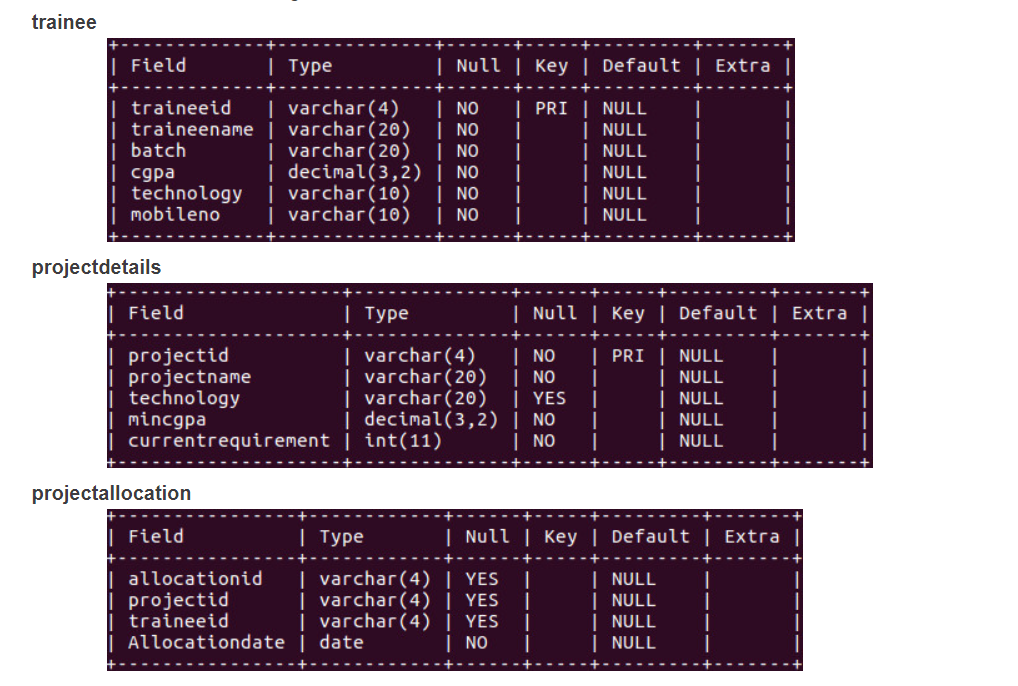 trainee
+-------------+--------------+------+-----+---------+-------+
| Field       | Type         | Null | Key | Default | Extra |
+-------------+--------------+------+-----+---------+-------+
| traineeid   | varchar(4)   | NO   | PRI | NULL    |       |
| traineename | varchar(20)  | NO   |     | NULL    |       |
| batch       | varchar(20)  | NO   |     | NULL    |       |
| cgpa        | decimal(3,2) | NO   |     | NULL    |       |
| technology  | varchar(10)  | NO   |     | NULL    |       |
| mobileno    | varchar(10)  | NO   |     | NULL    |       |
+-------------+--------------+------+-----+---------+-------+
projectdetails
+--------------------+--------------+------+-----+---------+-------+
| Field              | Type         | Null | Key | Default | Extra |
+--------------------+--------------+------+-----+---------+-------+
| projectid          | varchar(4)   | NO   | PRI | NULL    |       |
| projectname        | varchar(20)  | NO   |     | NULL    |       |
| technology         | varchar(20)  | YES  |     | NULL    |       |
| mincgpa            | decimal(3,2) | NO   |     | NULL    |       |
| currentrequirement | int(11)      | NO   |     | NULL    |       |
+--------------------+--------------+------+-----+---------+-------+
projectallocation
+----------------+------------+------+-----+---------+-------+
| Field          | Type       | Null | Key | Default | Extra |
+----------------+------------+------+-----+---------+-------+
| allocationid   | varchar(4) | YES  |     | NULL    |       |
| projectid      | varchar(4) | YES  |     | NULL    |       |
| traineeid      | varchar(4) | YES  |     | NULL    |       |
| Allocationdate | date       | NO   |     | NULL    |       |
+----------------+------------+------+-----+---------+-------+